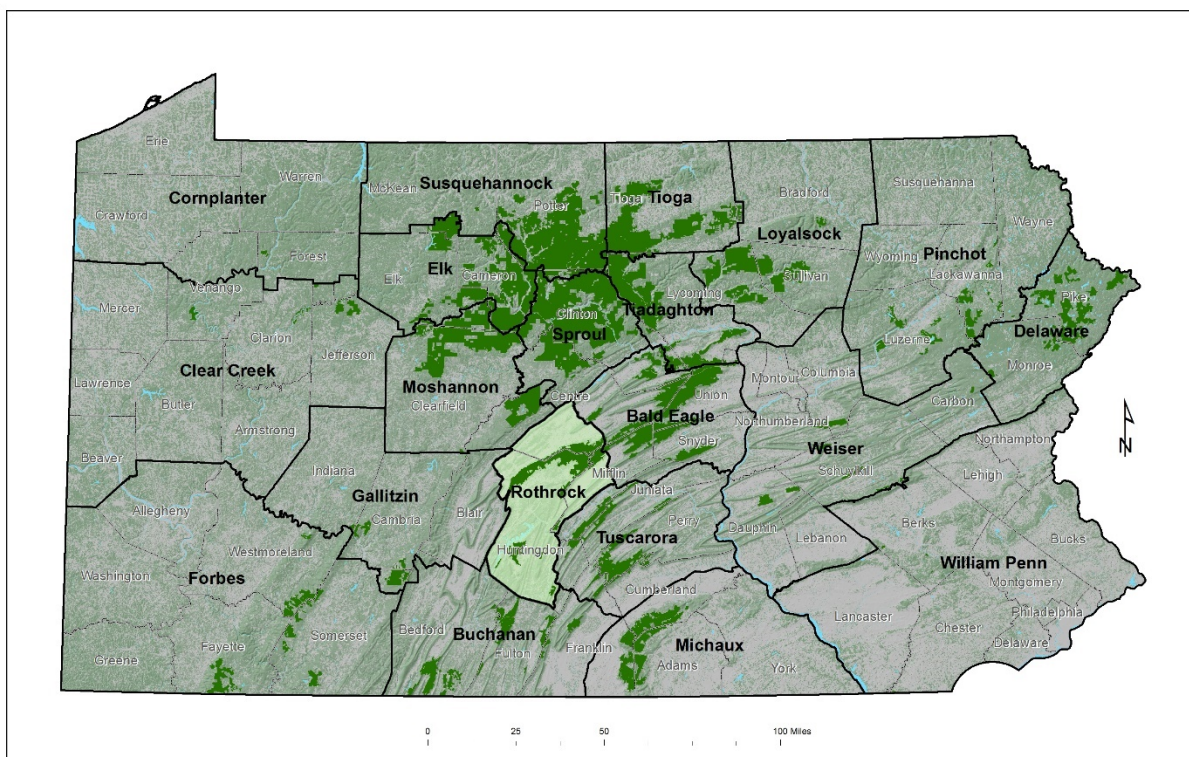 Erie
Warren
McKean
Susquehannock
Potter
Tioga
Tioga
Bradford
Susquehanna
Wayne
Cornplanter
Crawford
Forest
Elk
Elk
Cameron
Loyalsock
Sullivan
Wyoming
Pinchot
Lackawanna
Pike
Venango
Mercer
Clarion
Jefferson
Clinton
Sproul
Lycoming
Tiadaghton
Luzerne
Delaware
Monroe
Clear Creek
Lawrence
Butler
Armstrong
Moshannon
Clearfield
Centre
Bald Eagle
Union
Snyder
Montour
Columbia
Northumberland
Carbon
Weiser
Schuylkill
Northampton
Lehigh
N
Beaver
Indiana
Gallitzin
Cambria
Blair
Rothrock
Mifflin
Juniata
Perry
Tuscarora
Dauphin
Lebanon
Berks
Bucks
Allegheny
Westmoreland
Washington
Forbes
Huntingdon
Cumberland
William Penn
Montgomery
Philadelphia
Lancaster
Chester
Delaware
Greene
Fayette
Somerset
Bedford
Buchanan
Fulton
Franklin
Michaux
Adams
York
0 25 50 100 Miles